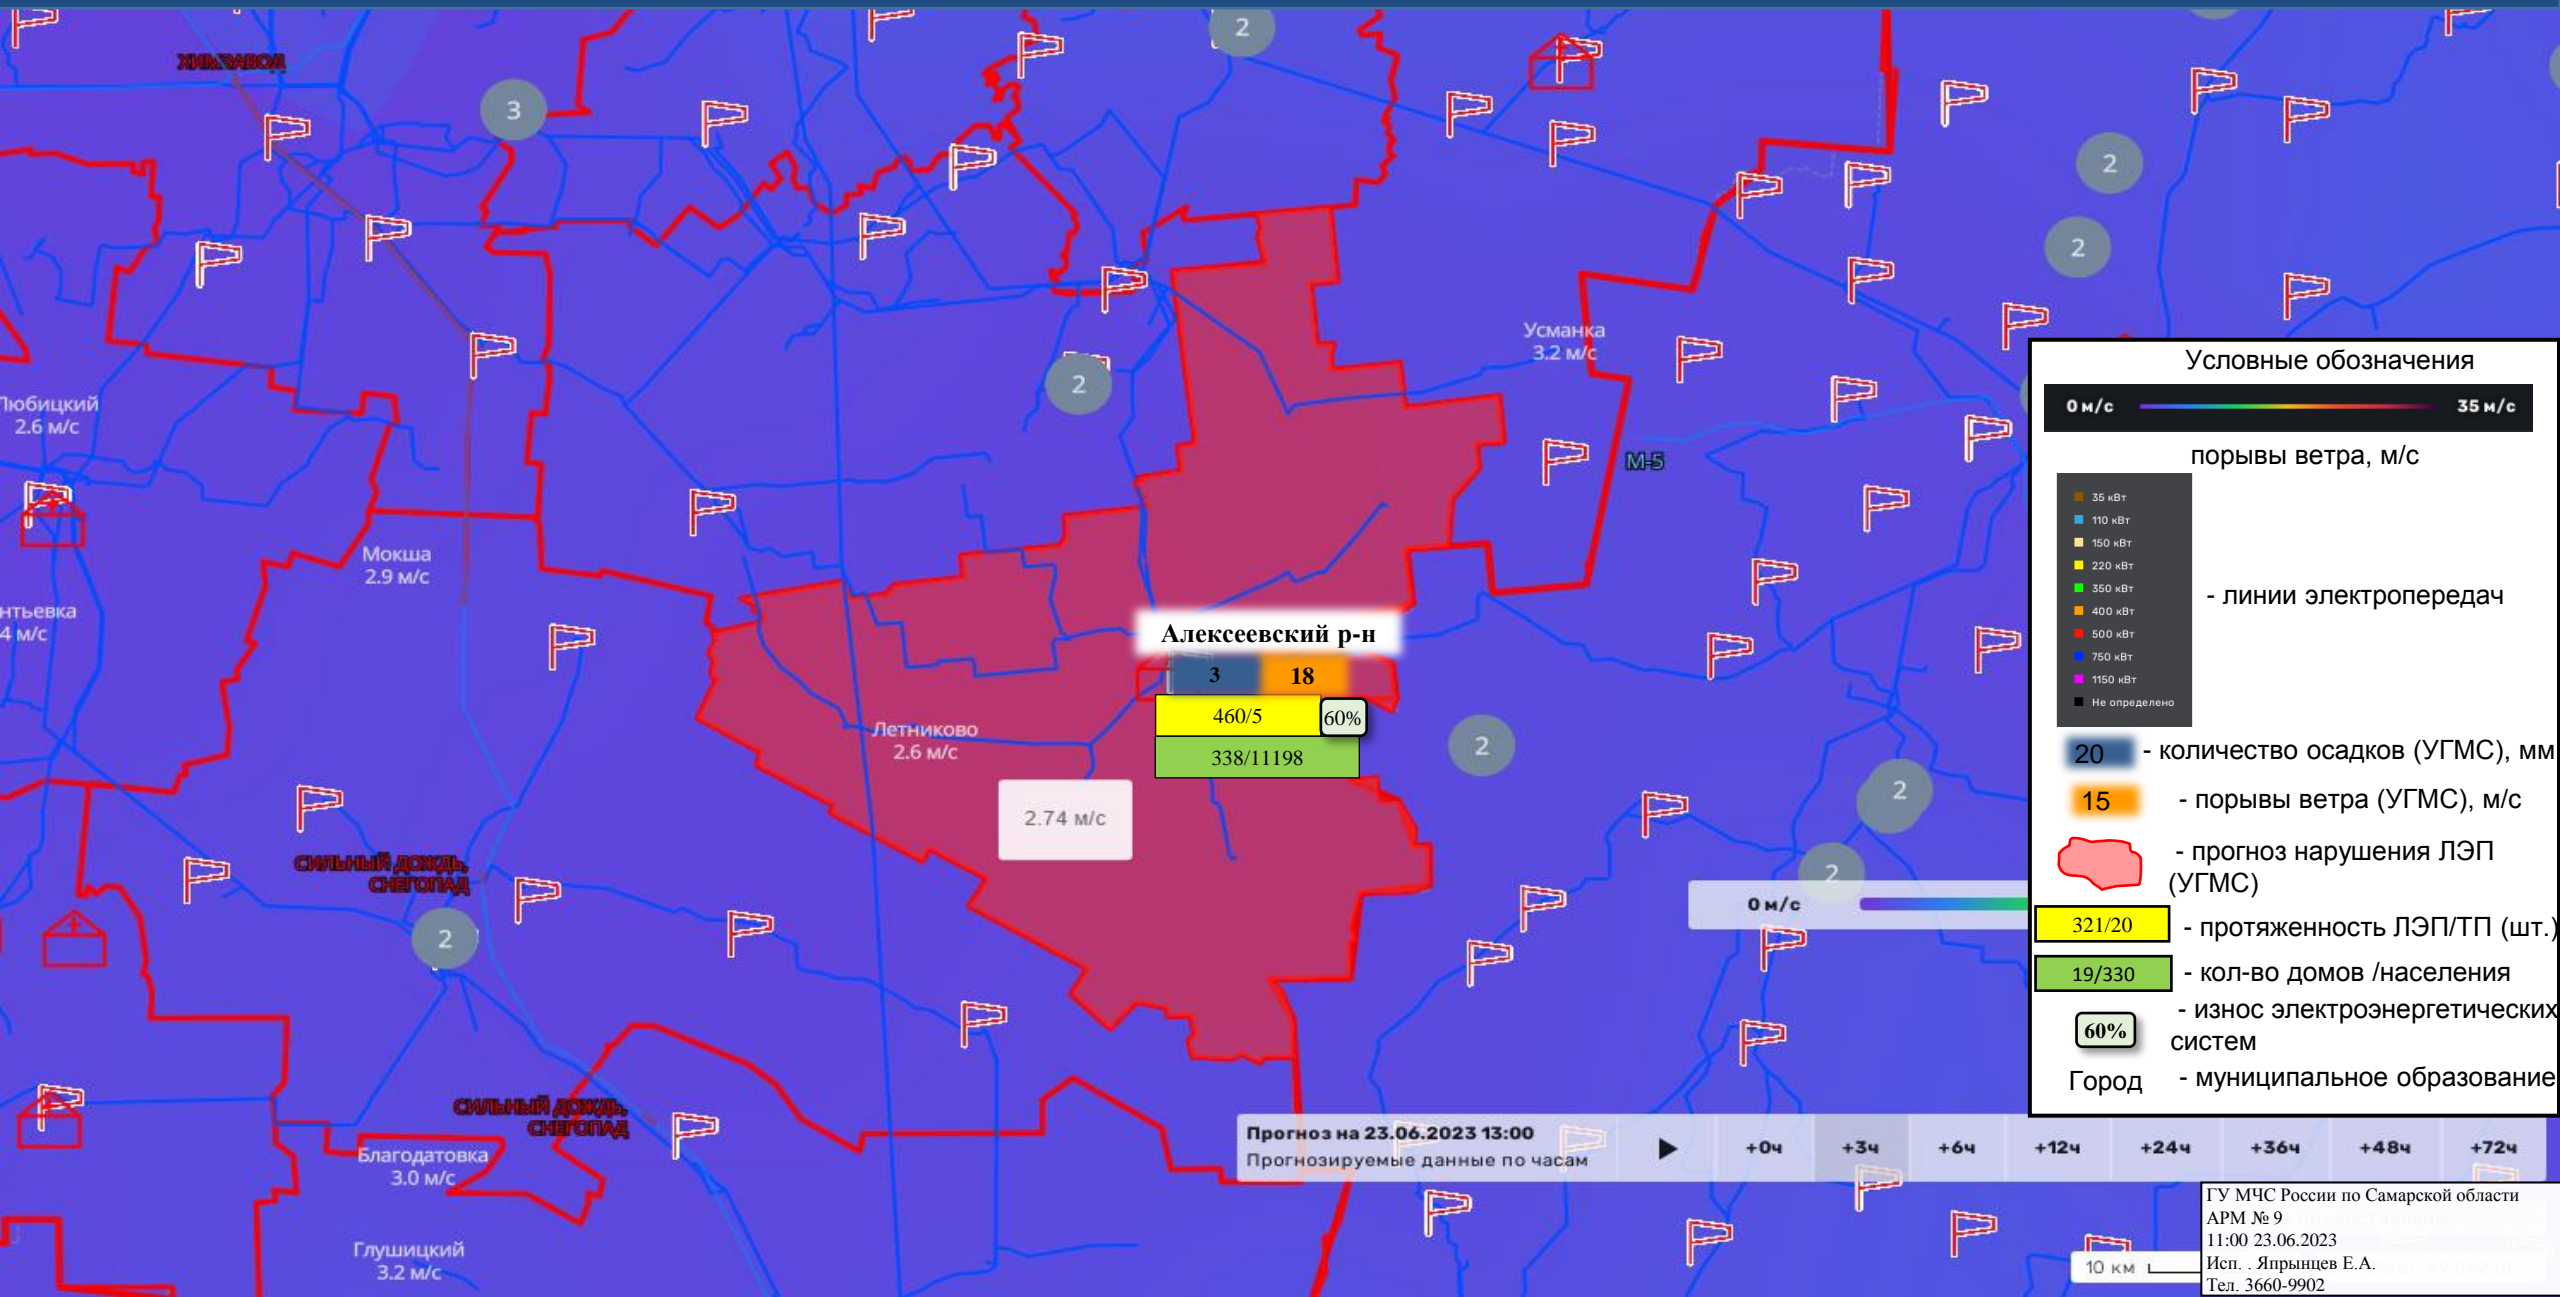 2
ХИМЗАВОД
3
2
2
Усманка
3.2 м/с
2
Любицкий
2.6 м/с
М-5
Мокша
2.9 м/с
4 м/с
Алексеевский р-н
3
18
460/5
60%
338/11198
Летниково
2.6 м/с
2.74 м/с
2
2
2
СИЛЬНЫЙ ДОЖДЬ,
СНЕГОПАД
2
0 м/с
СИЛЬНЫЙ ДОЖДЬ,
СНЕГОПАД
Благодатовка
3.0 м/с
Глушицкий
3.2 м/с
Условные обозначения
0 м/с
35 м/с
порывы ветра, м/с
35 кВт
110 кВт
150 кВт
220 кВт
350 кВт
400 кВт
500 кВт
750 кВт
1150 кВт
Не определено
- линии электропередач
20 - количество осадков (УГМС), мм
15 - порывы ветра (УГМС), м/с
- прогноз нарушения ЛЭП
(УГМС)
321/20 - протяженность ЛЭП/ТП (шт.)
19/330 - кол-во домов /населения
- износ электроэнергетических
60%
систем
Город - муниципальное образование
Прогноз на 23.06.2023 13:00
Прогнозируемые данные по часам
+0ч +3ч +6ч +12ч +24ч +36ч +48ч +72ч
10 км
ГУ МЧС России по Самарской области
АРМ № 9
11:00 23.06.2023
Исп. . Япрынцев Е.А.
Тел. 3660-9902